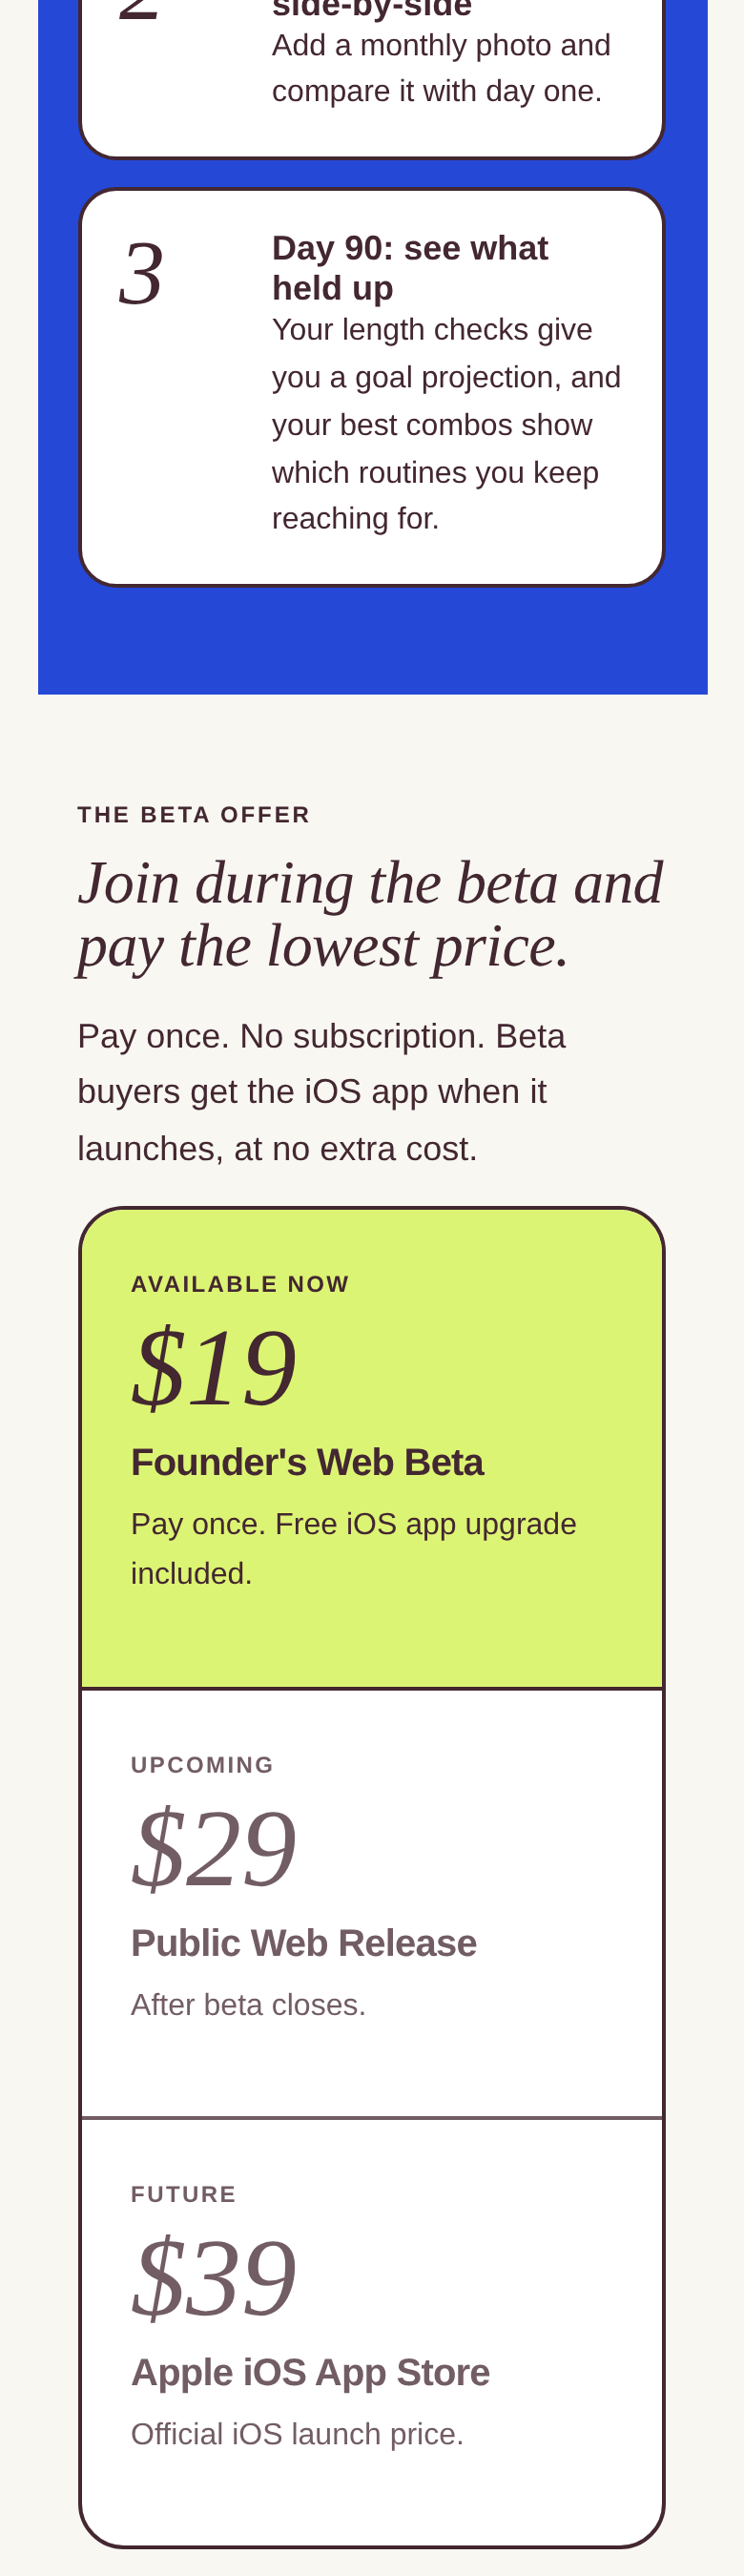 2
side-by-side
Add a monthly photo and
compare it with day one.
3
Day 90: see what
held up
Your length checks give
you a goal projection, and
your best combos show
which routines you keep
reaching for.
THE BETA OFFER
Join during the beta and
pay the lowest price.
Pay once. No subscription. Beta
buyers get the iOS app when it
launches, at no extra cost.
AVAILABLE NOW
$19
Founder's Web Beta
Pay once. Free iOS app upgrade
included.
UPCOMING
$29
Public Web Release
After beta closes.
FUTURE
$39
Apple iOS App Store
Official iOS launch price.